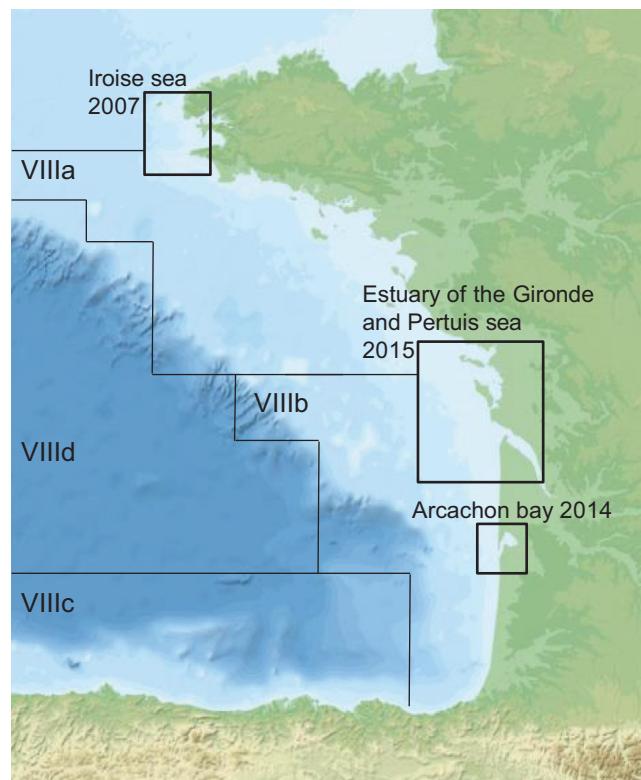 Iroise sea
2007
VIIIa
Estuary of the Gironde
and Pertuis sea
2015
VIIIb
VIIId
Arcachon bay 2014
VIIIc